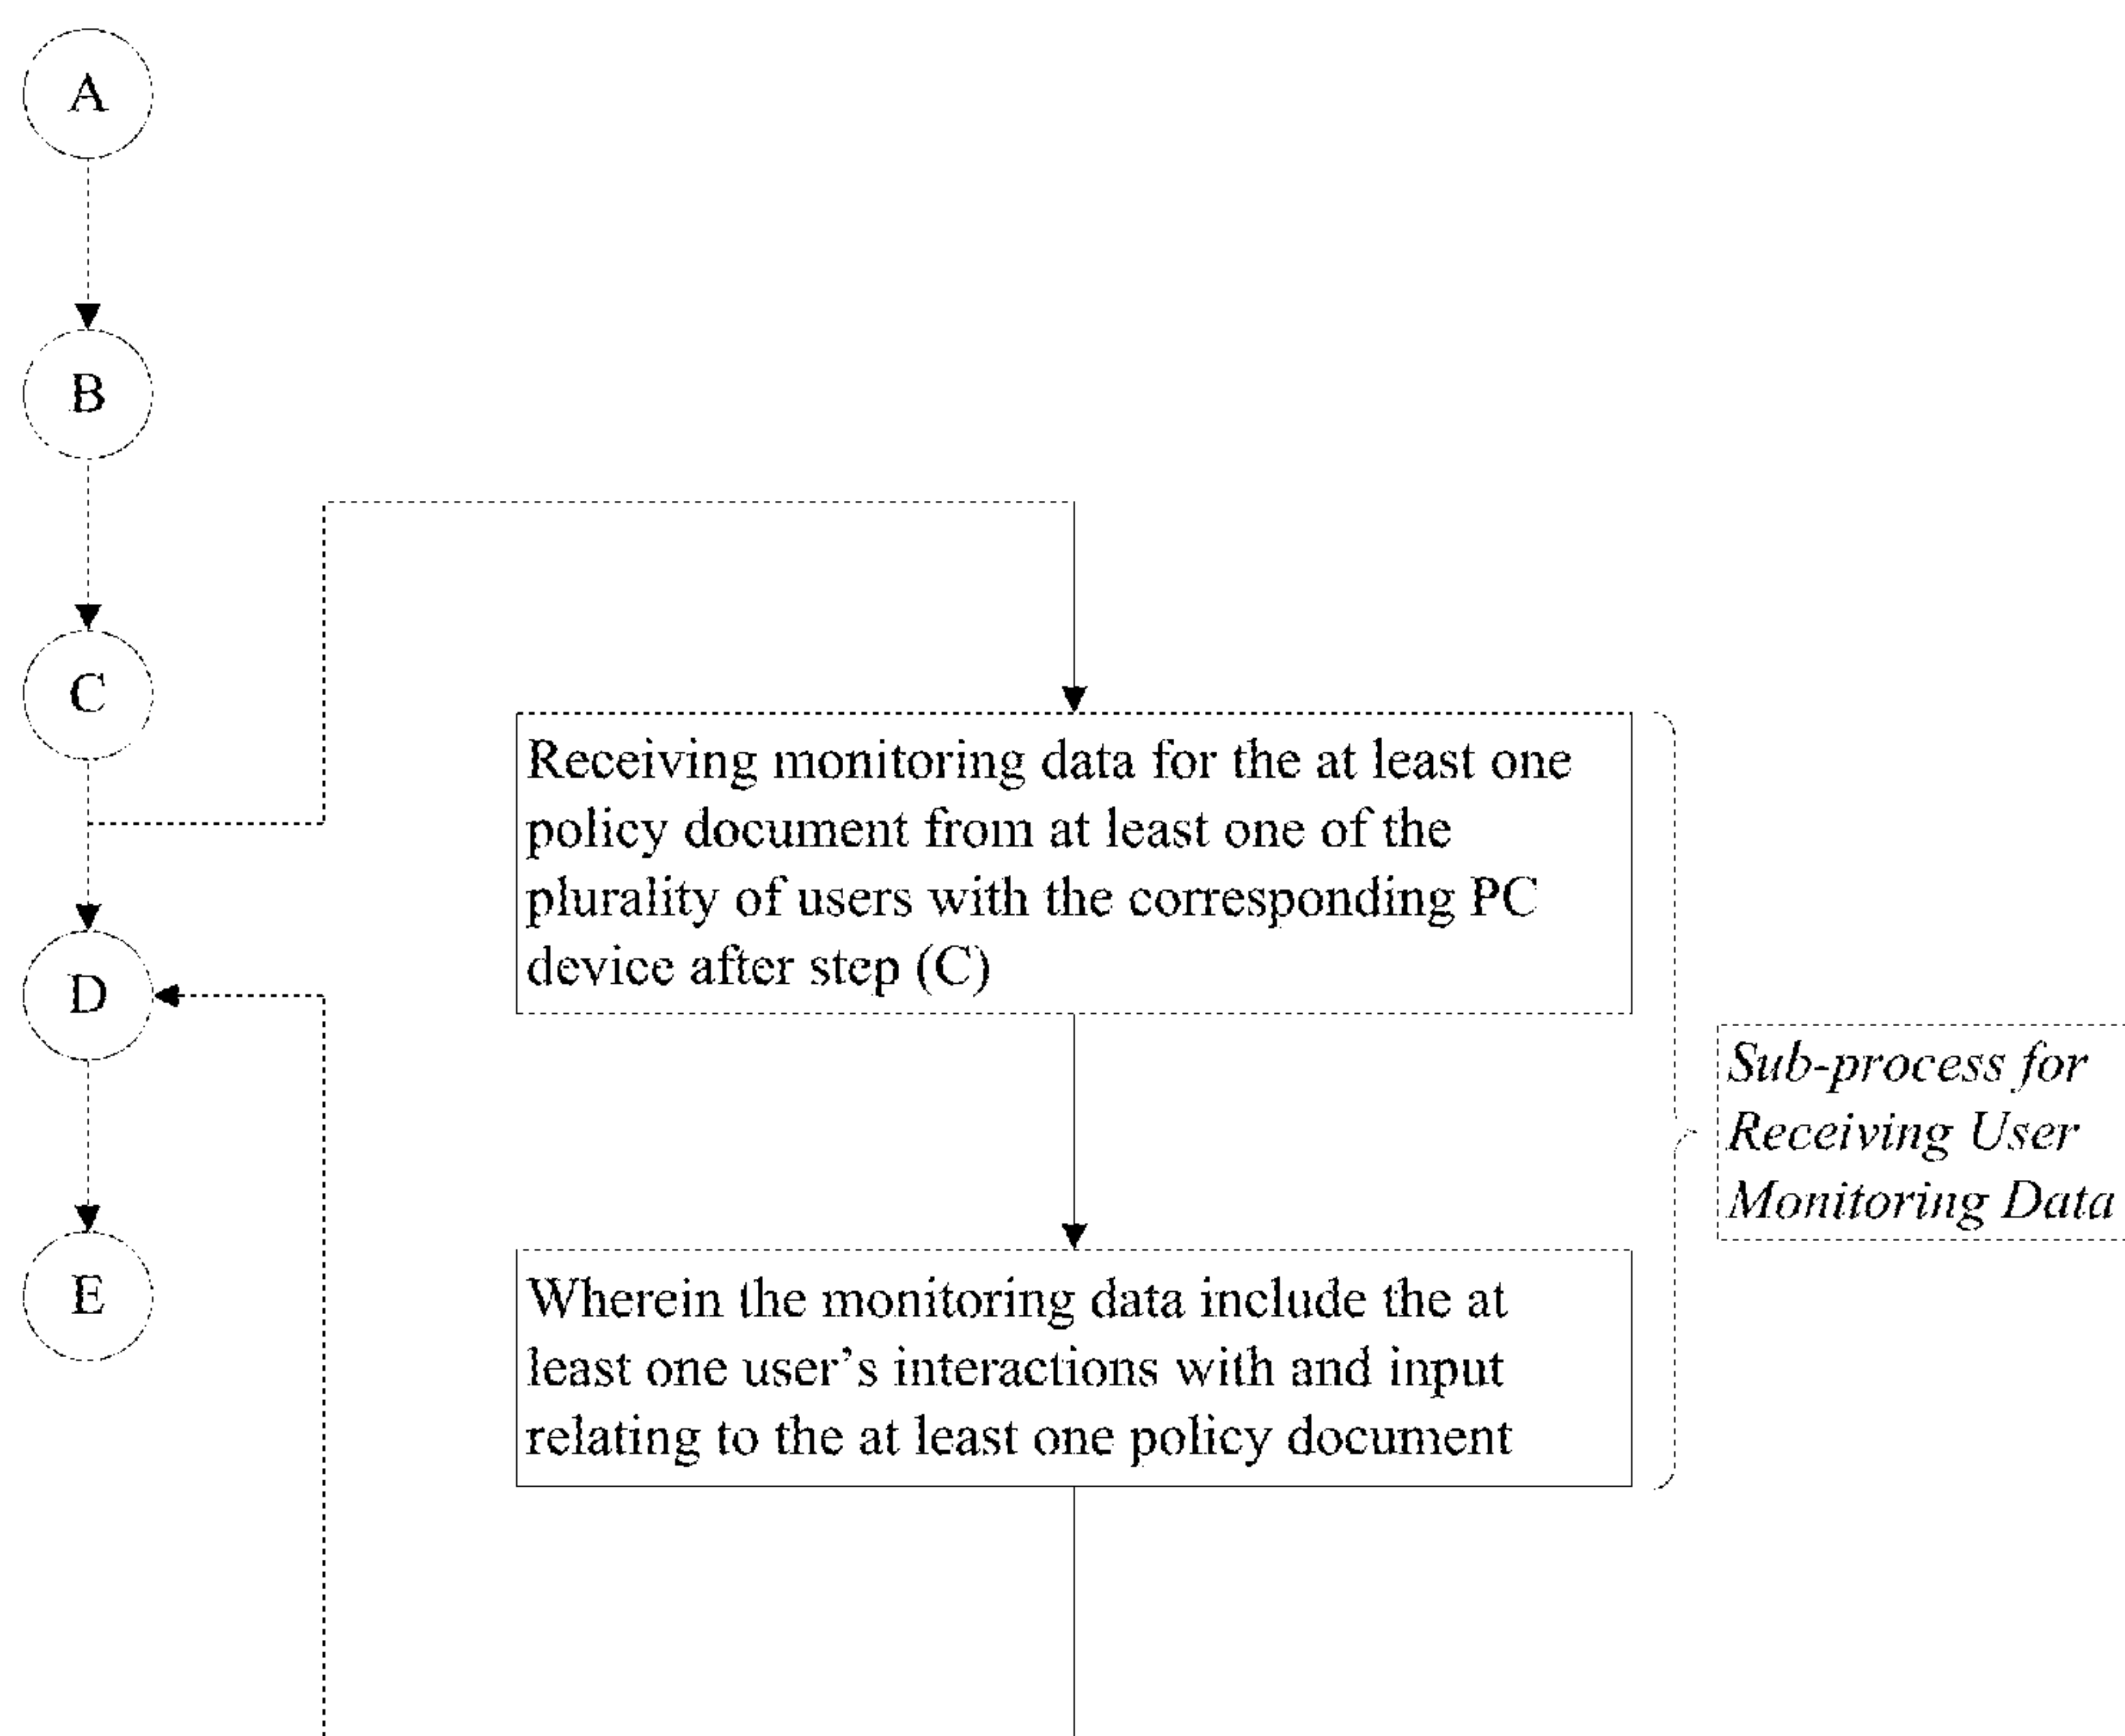 A
B
C
D
E
Receiving monitoring data for the at least one
policy document from at least one of the
plurality of users with the corresponding PC
device after step (C)
Wherein the monitoring data include the at
least one user's interactions with and input
relating to the at least one policy document
Sub-process for
Receiving User
Monitoring Data